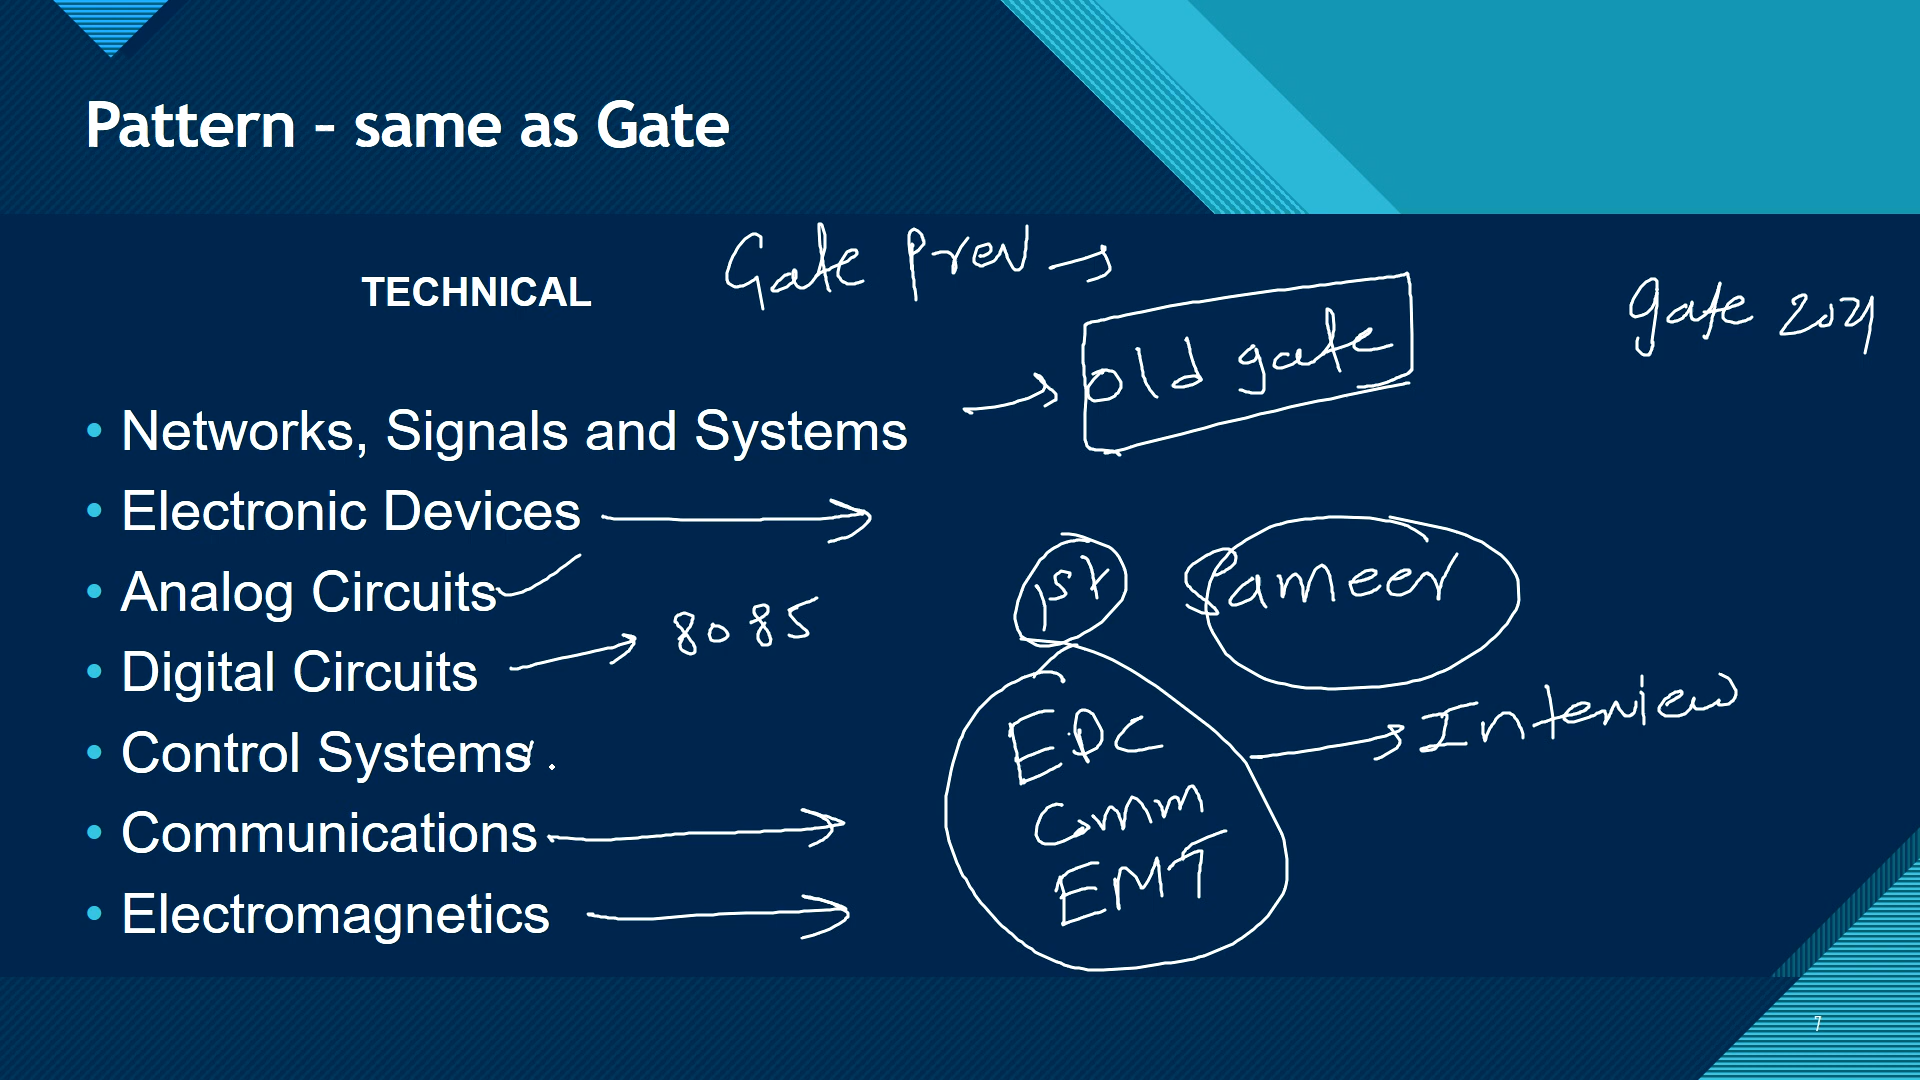 Pattern – same as Gate
TECHNICAL
Gate Prev
old gate
gate 2021
• Networks, Signals and Systems
• Electronic Devices
• Analog Circuits
• Digital Circuits
8085
• Control Systems
• Communications
• Electromagnetics
1st
Sameer
EDC
Comm
EMT
Interview
7